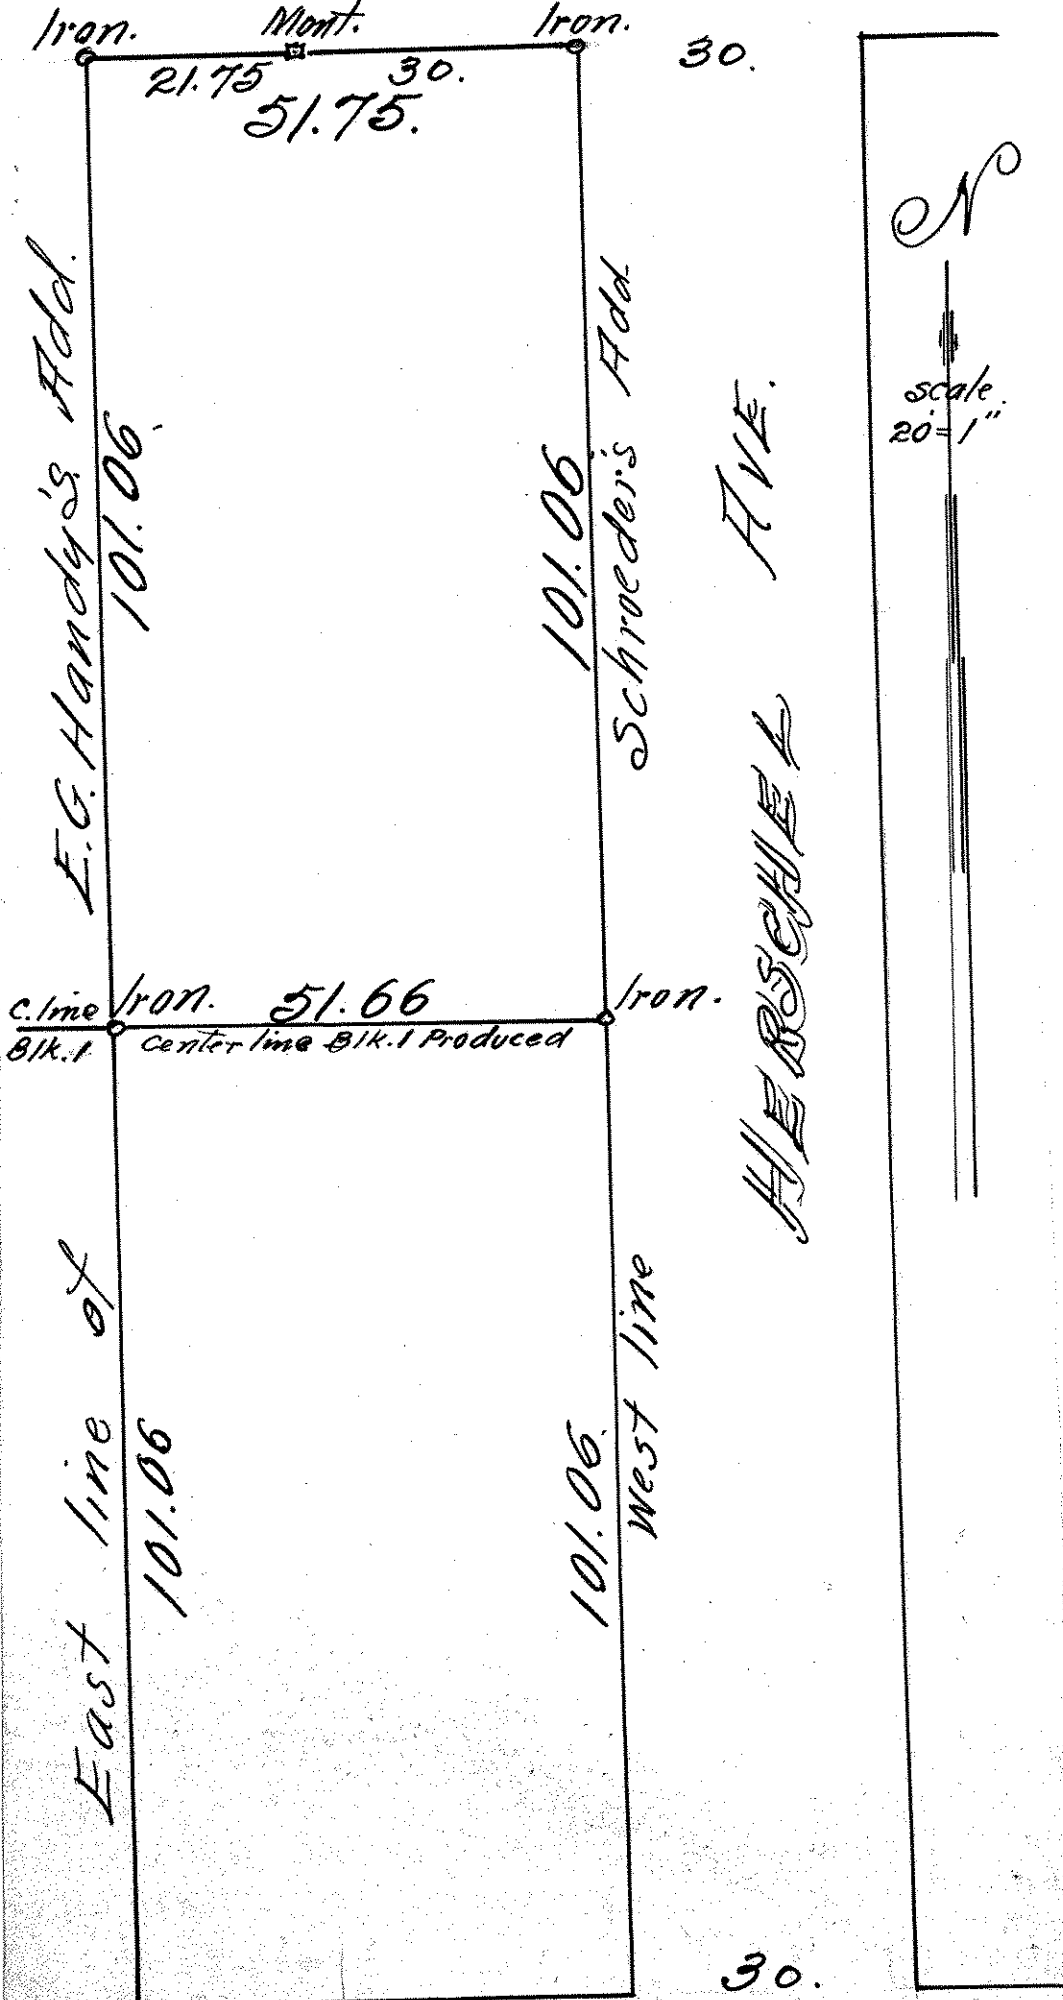 Iron. Mont. Iron.
21.75 30. 30.
51.75.
N
scale.
20'=1"
E.G. Handy's Add.
101.06
101.06
Schroeder's Add.
HERSCHEL AVE.
C. line Iron. 51.66 Iron.
Blk. 1 Center line Blk. 1 Produced
East line of
101.06
101.06
West line
30.